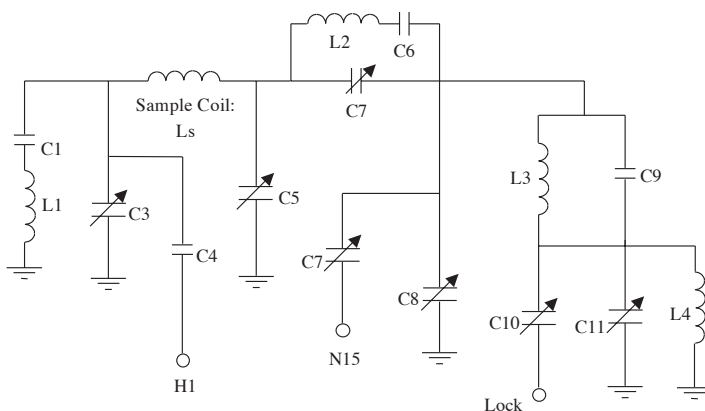 L2
C6
C7
Sample Coil:
Ls
C1
L1
C3
C4
C5
C7
C8
L3
C9
C10
C11
L4
H1
N15
Lock